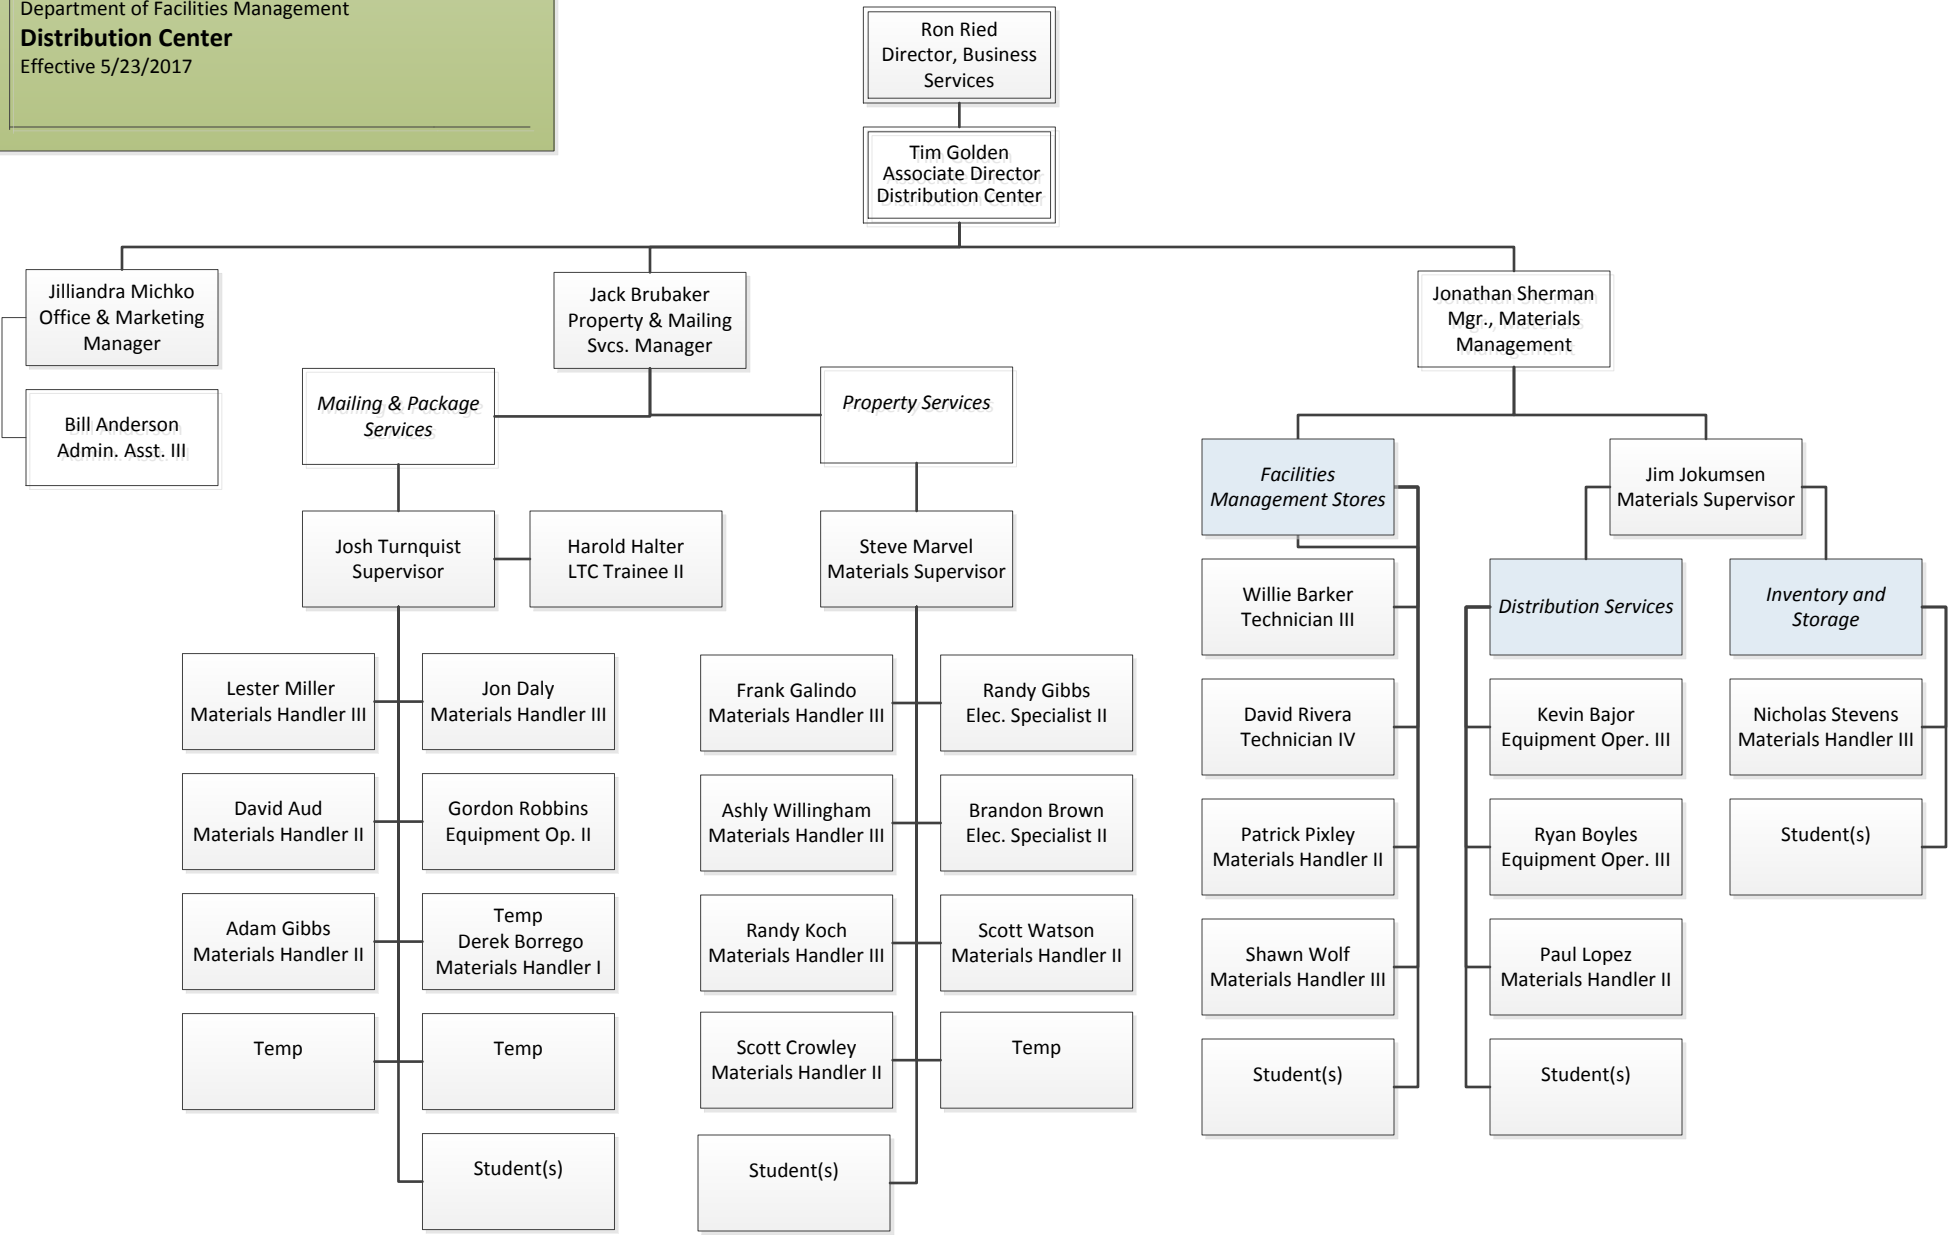 Department of Facilities Management
Distribution Center
Effective 5/23/2017
Ron Ried
Director, Business
Services
Tim Golden
Associate Director
Distribution Center
Jilliandra Michko
Office & Marketing
Manager
Bill Anderson
Admin. Asst. III
Jack Brubaker
Property & Mailing
Svcs. Manager
Mailing & Package
Services
Property Services
Josh Turnquist
Supervisor
Harold Halter
LTC Trainee II
Lester Miller
Materials Handler III
Jon Daly
Materials Handler III
David Aud
Materials Handler II
Gordon Robbins
Equipment Op. II
Adam Gibbs
Materials Handler II
Temp
Derek Borrego
Materials Handler I
Temp
Temp
Student(s)
Steve Marvel
Materials Supervisor
Frank Galindo
Materials Handler III
Randy Gibbs
Elec. Specialist II
Ashly Willingham
Materials Handler III
Brandon Brown
Elec. Specialist II
Randy Koch
Materials Handler III
Scott Watson
Materials Handler II
Scott Crowley
Materials Handler II
Temp
Student(s)
Jonathan Sherman
Mgr., Materials
Management
Facilities
Management Stores
Willie Barker
Technician III
David Rivera
Technician IV
Patrick Pixley
Materials Handler II
Shawn Wolf
Materials Handler III
Student(s)
Jim Jokumsen
Materials Supervisor
Distribution Services
Kevin Bajor
Equipment Oper. III
Ryan Boyles
Equipment Oper. III
Paul Lopez
Materials Handler II
Student(s)
Inventory and
Storage
Nicholas Stevens
Materials Handler III
Student(s)